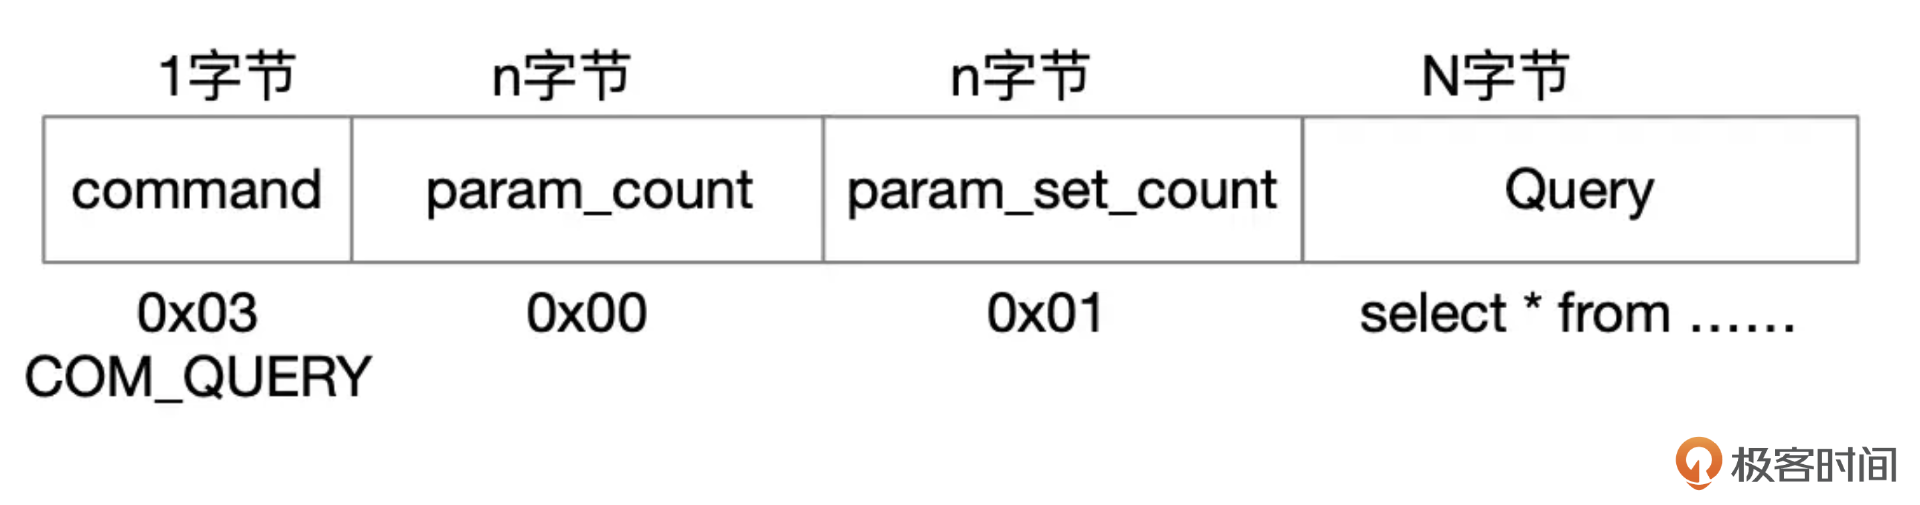 1字节 n字节 n字节 N字节
command param_count param_set_count Query
0x03 0x00 0x01 select * from ……
COM_QUERY
极客时间